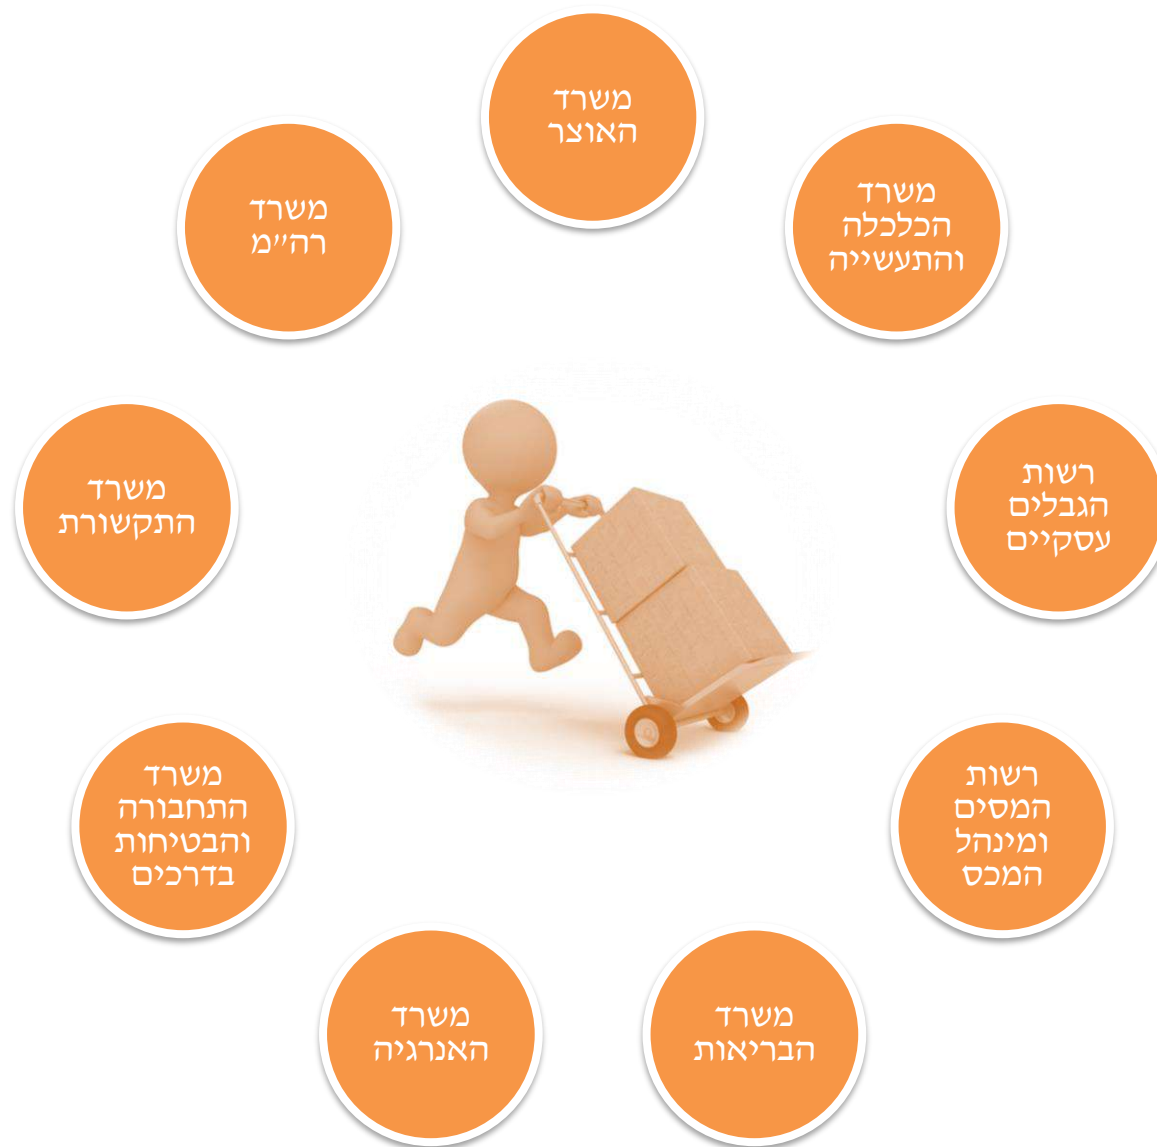 משרד
האוצר
משרד
הכלכלה
והתעשייה
רשות
הגבלים
עסקיים
רשות
המסים
ומינהל
המכס
משרד
הבריאות
משרד
האנרגיה
משרד
התחבורה
והבטיחות
בדרכים
משרד
התקשורת
משרד
רה״מ